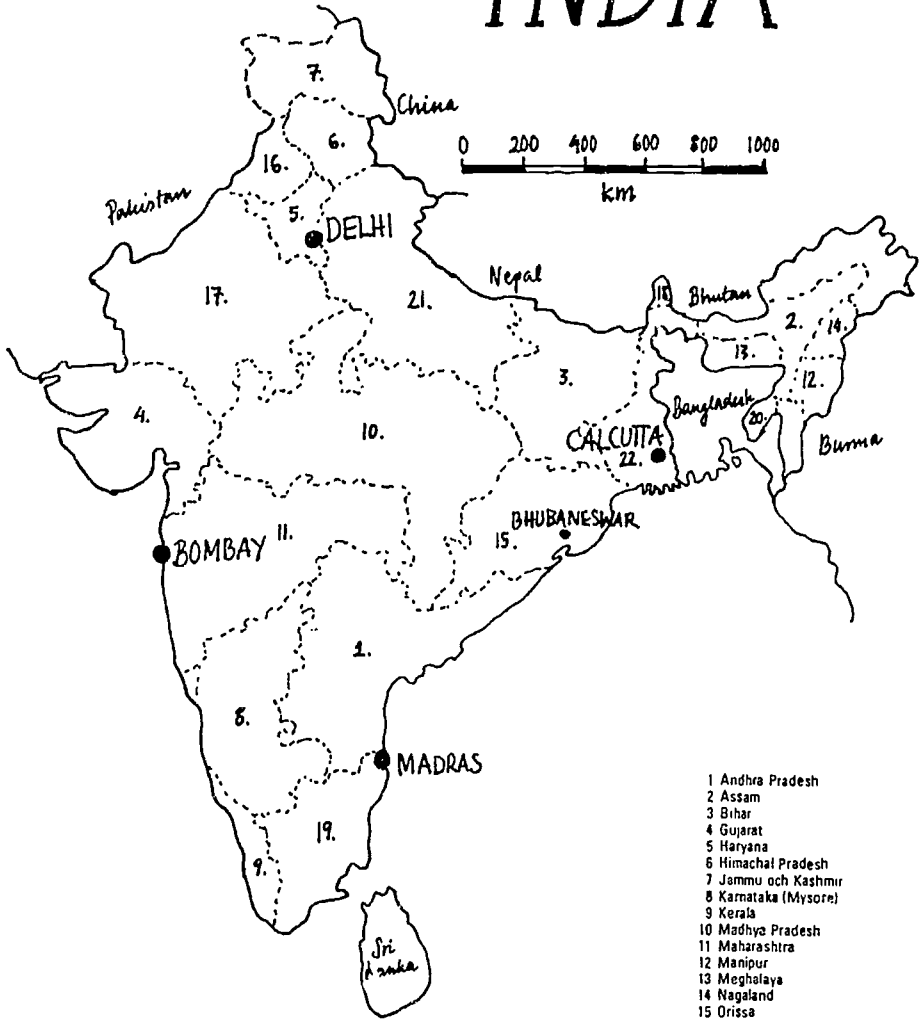 INDIA
7.
China
6.
0 200 400 600 800 1000
km
16.
Pakistan
5.
DELHI
Nepal
17.
21.
18
Bhutan
2.
14.
13.
3.
12.
4.
Bangladesh
10.
20.
CALCUTTA
22.
Burma
BHUBANESWAR
11.
15.
BOMBAY
1.
8.
MADRAS
19.
9.
Sri
Lanka
1 Andhra Pradesh
2 Assam
3 Bihar
4 Gujarat
5 Haryana
6 Himachal Pradesh
7 Jammu och Kashmir
8 Karnataka (Mysore)
9 Kerala
10 Madhya Pradesh
11 Maharashtra
12 Manipur
13 Meghalaya
14 Nagaland
15 Orissa